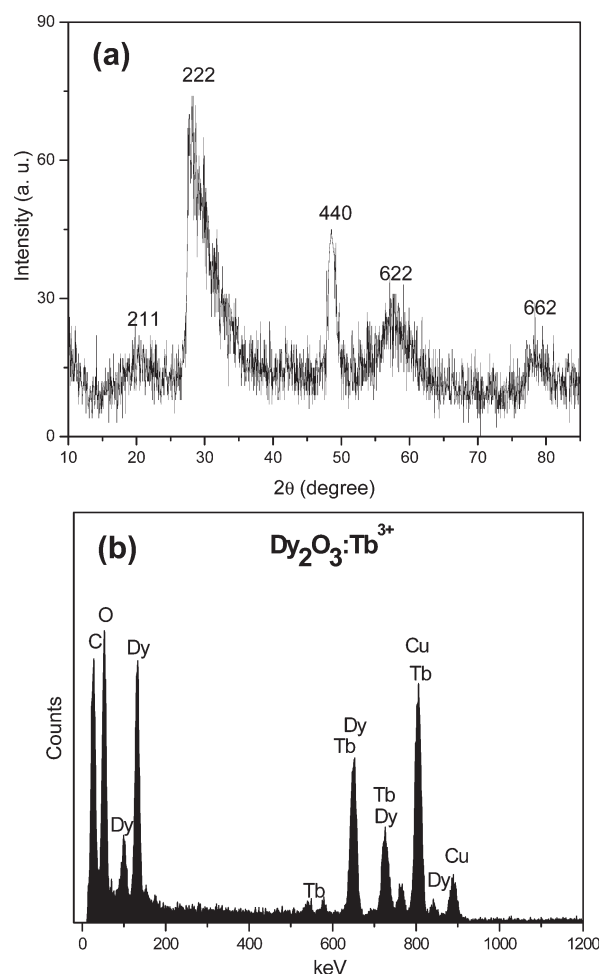 (a)
90
60
30
0
Intensity (a. u.)
222
440
622
211
662
10 20 30 40 50 60 70 80
2θ (degree)
(b)
Dy₂O₃:Tb³⁺
O
C
Dy
Cu
Tb
Dy
Tb
Tb
Dy
Dy
Cu
Tb
Dy
Counts
0 200 400 600 800 1000 1200
keV